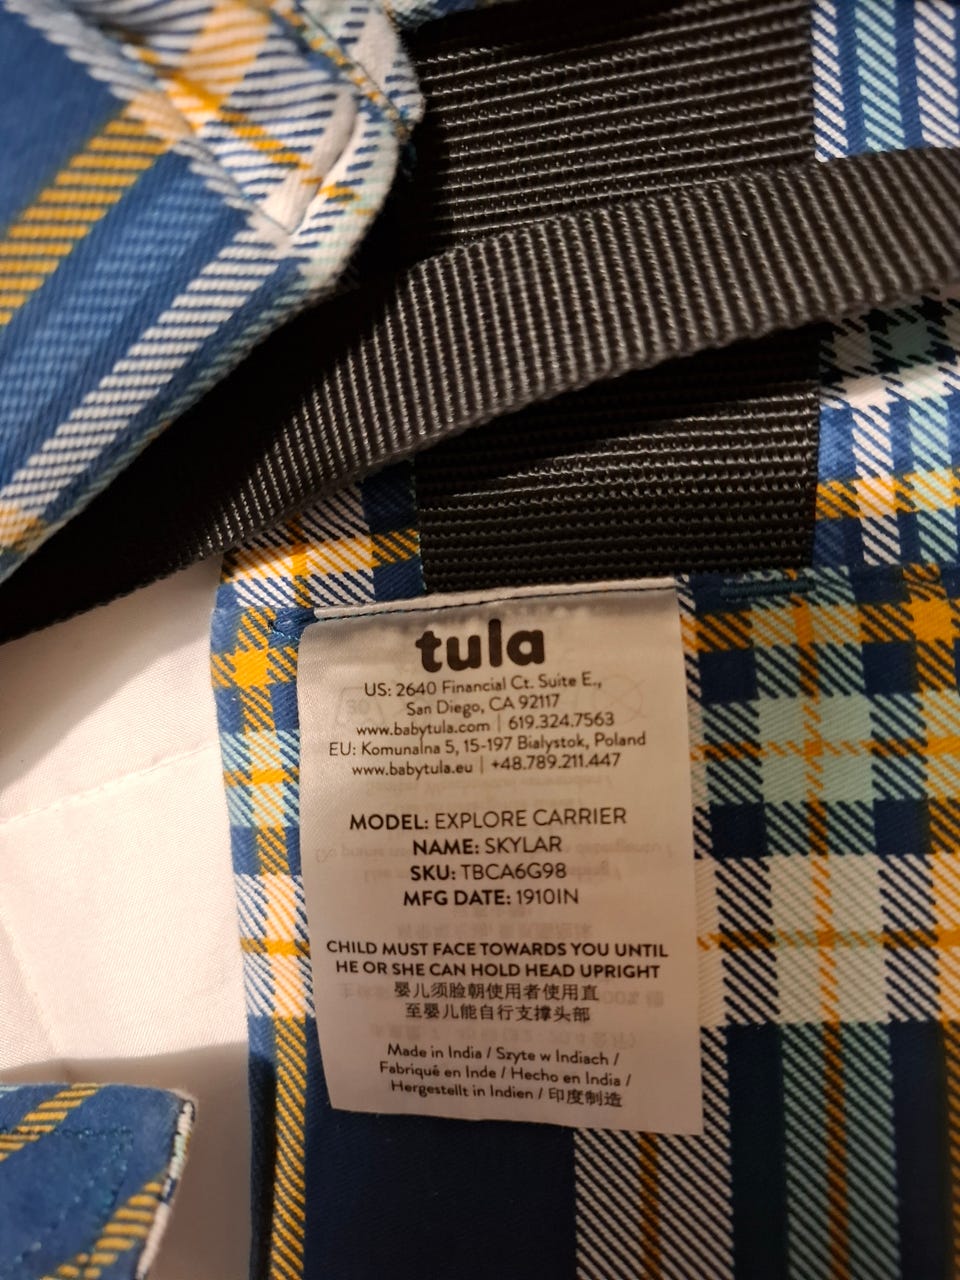 tula
US: 2640 Financial Ct. Suite E.,
San Diego, CA 92117
www.babytula.com | 619.324.7563
EU: Komunalna 5, 15-197 Bialystok, Poland
www.babytula.eu | +48.789.211.447
MODEL: EXPLORE CARRIER
NAME: SKYLAR
SKU: TBCA6G98
MFG DATE: 1910IN
CHILD MUST FACE TOWARDS YOU UNTIL
HE OR SHE CAN HOLD HEAD UPRIGHT
婴儿须脸朝使用者使用直
至婴儿能自行支撑头部
Made in India / Szyte w Indiach /
Fabriqué en Inde / Hecho en India /
Hergestellt in Indien / 印度制造